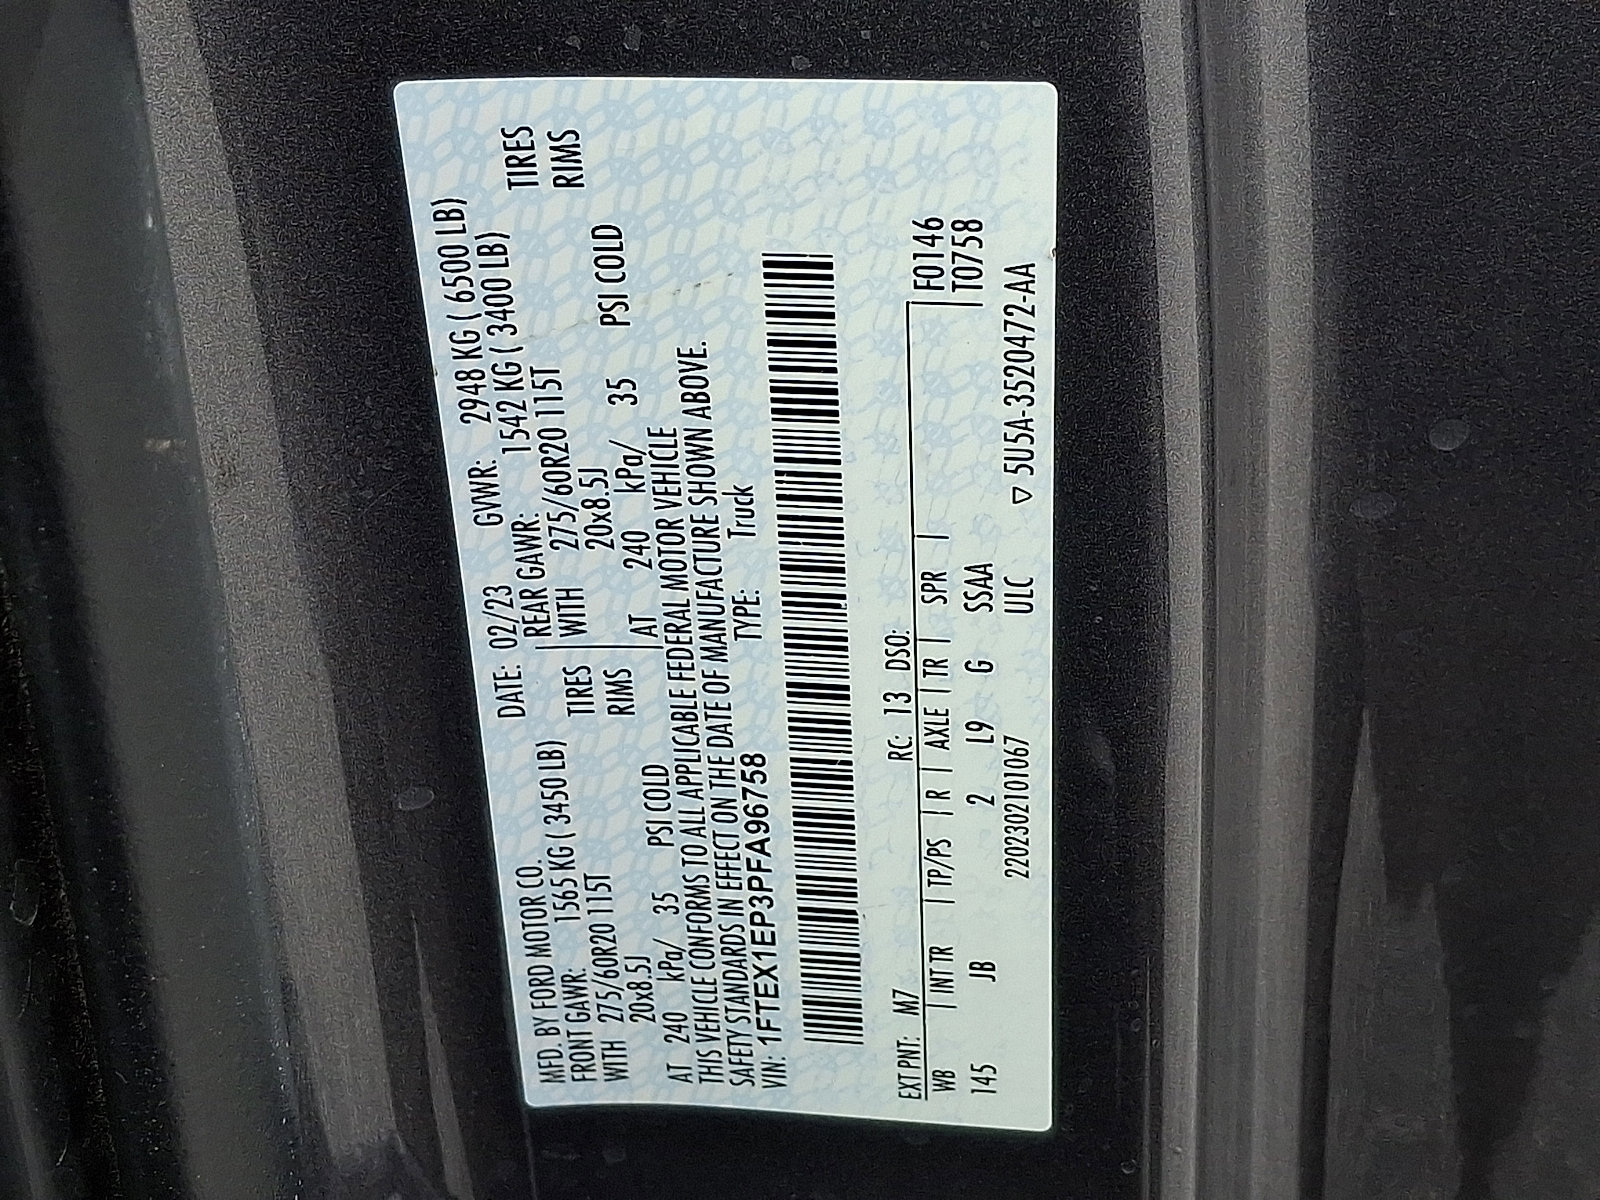 MFD. BY FORD MOTOR CO. DATE: 02/23 GVWR: 2948 KG ( 6500 LB)
FRONT GAWR: 1565 KG ( 3450 LB) REAR GAWR: 1542 KG ( 3400 LB)
WITH 275/60R20 115T TIRES WITH 275/60R20 115T TIRES
20x8.5J RIMS 20x8.5J RIMS
AT 240 kPa/ 35 PSI COLD AT 240 kPa/ 35 PSI COLD
THIS VEHICLE CONFORMS TO ALL APPLICABLE FEDERAL MOTOR VEHICLE
SAFETY STANDARDS IN EFFECT ON THE DATE OF MANUFACTURE SHOWN ABOVE.
VIN: 1FTEX1EP3PFA96758 TYPE: Truck
EXT PNT: M7 RC: 13 DSO: F0146
WB | INT TR | TP/PS | R | AXLE | TR | SPR | T0758
145 JB 2 L9 G SSAA
2202302101067 ULC ▽ 5U5A-3520472-AA